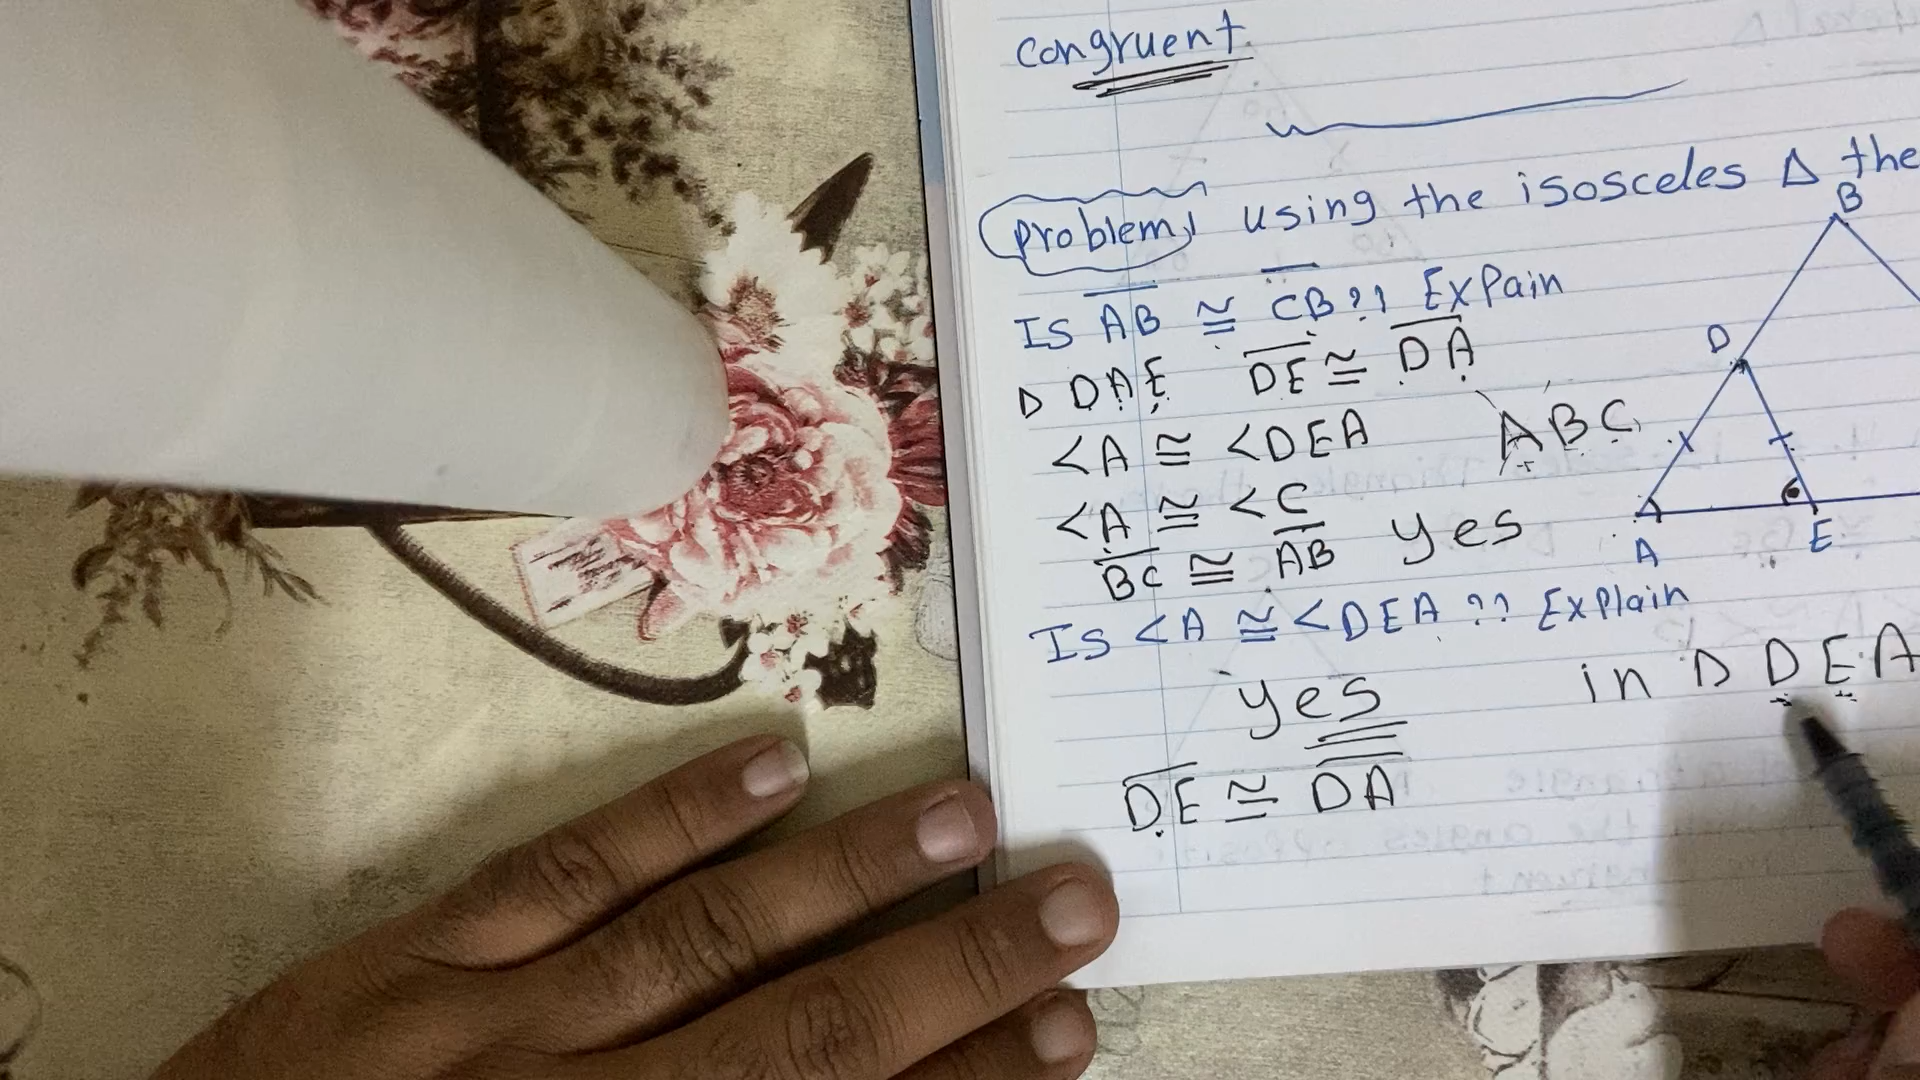 congruent
problem, using the isosceles Δ the
B
Is AB ≅ CB?? Expain
D
Δ DAE DE ≅ DA
<A ≅ <DEA ABC
<A ≅ <C
BC ≅ AB yes
A E
Is <A ≅ <DEA ?? Explain
yes in Δ DEA
DE ≅ DA